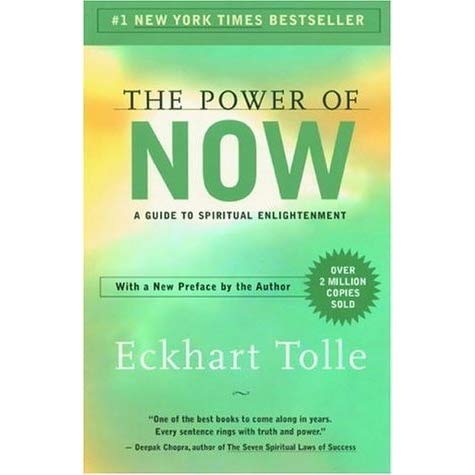 #1 NEW YORK TIMES BESTSELLER
THE POWER OF
NOW
A GUIDE TO SPIRITUAL ENLIGHTENMENT
With a New Preface by the Author
OVER
2 MILLION
COPIES
SOLD
Eckhart Tolle
"One of the best books to come along in years.
Every sentence rings with truth and power."
— Deepak Chopra, author of The Seven Spiritual Laws of Success